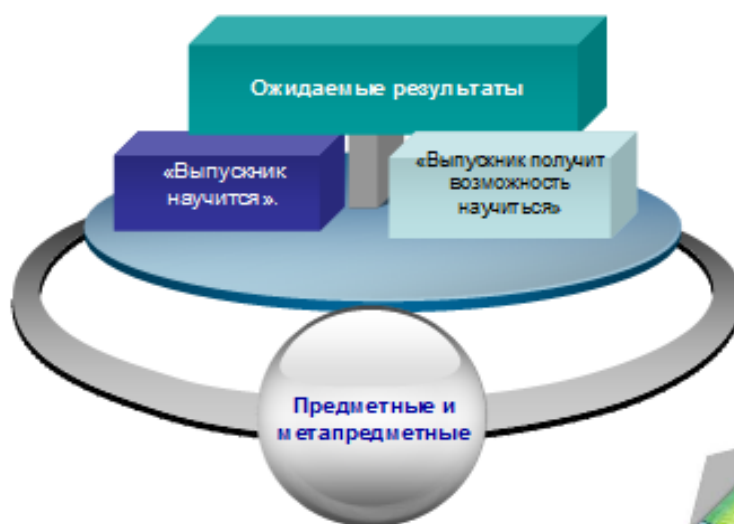 Ожидаемые результаты
«Выпускник
научится».
«Выпускник получит
возможность
научиться»
Предметные и
метапредметные